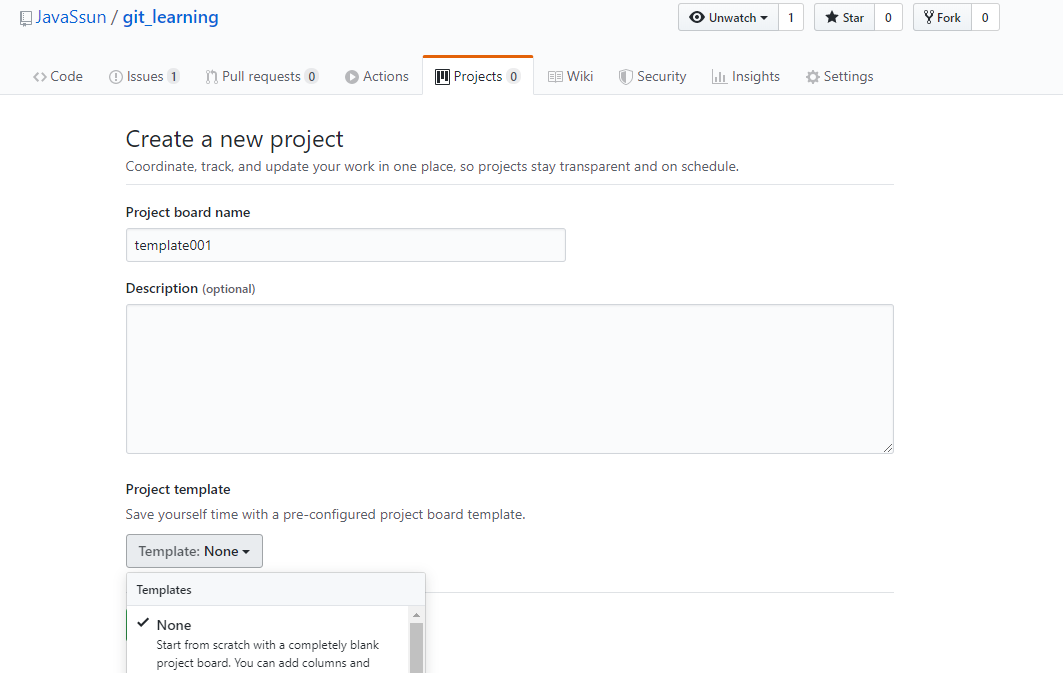 JavaSsun / git_learning
Unwatch 1 Star 0 Fork 0
Code Issues 1 Pull requests 0 Actions Projects 0 Wiki Security Insights Settings
Create a new project
Coordinate, track, and update your work in one place, so projects stay transparent and on schedule.
Project board name
template001
Description (optional)
Project template
Save yourself time with a pre-configured project board template.
Template: None
Templates
None
Start from scratch with a completely blank
project board. You can add columns and